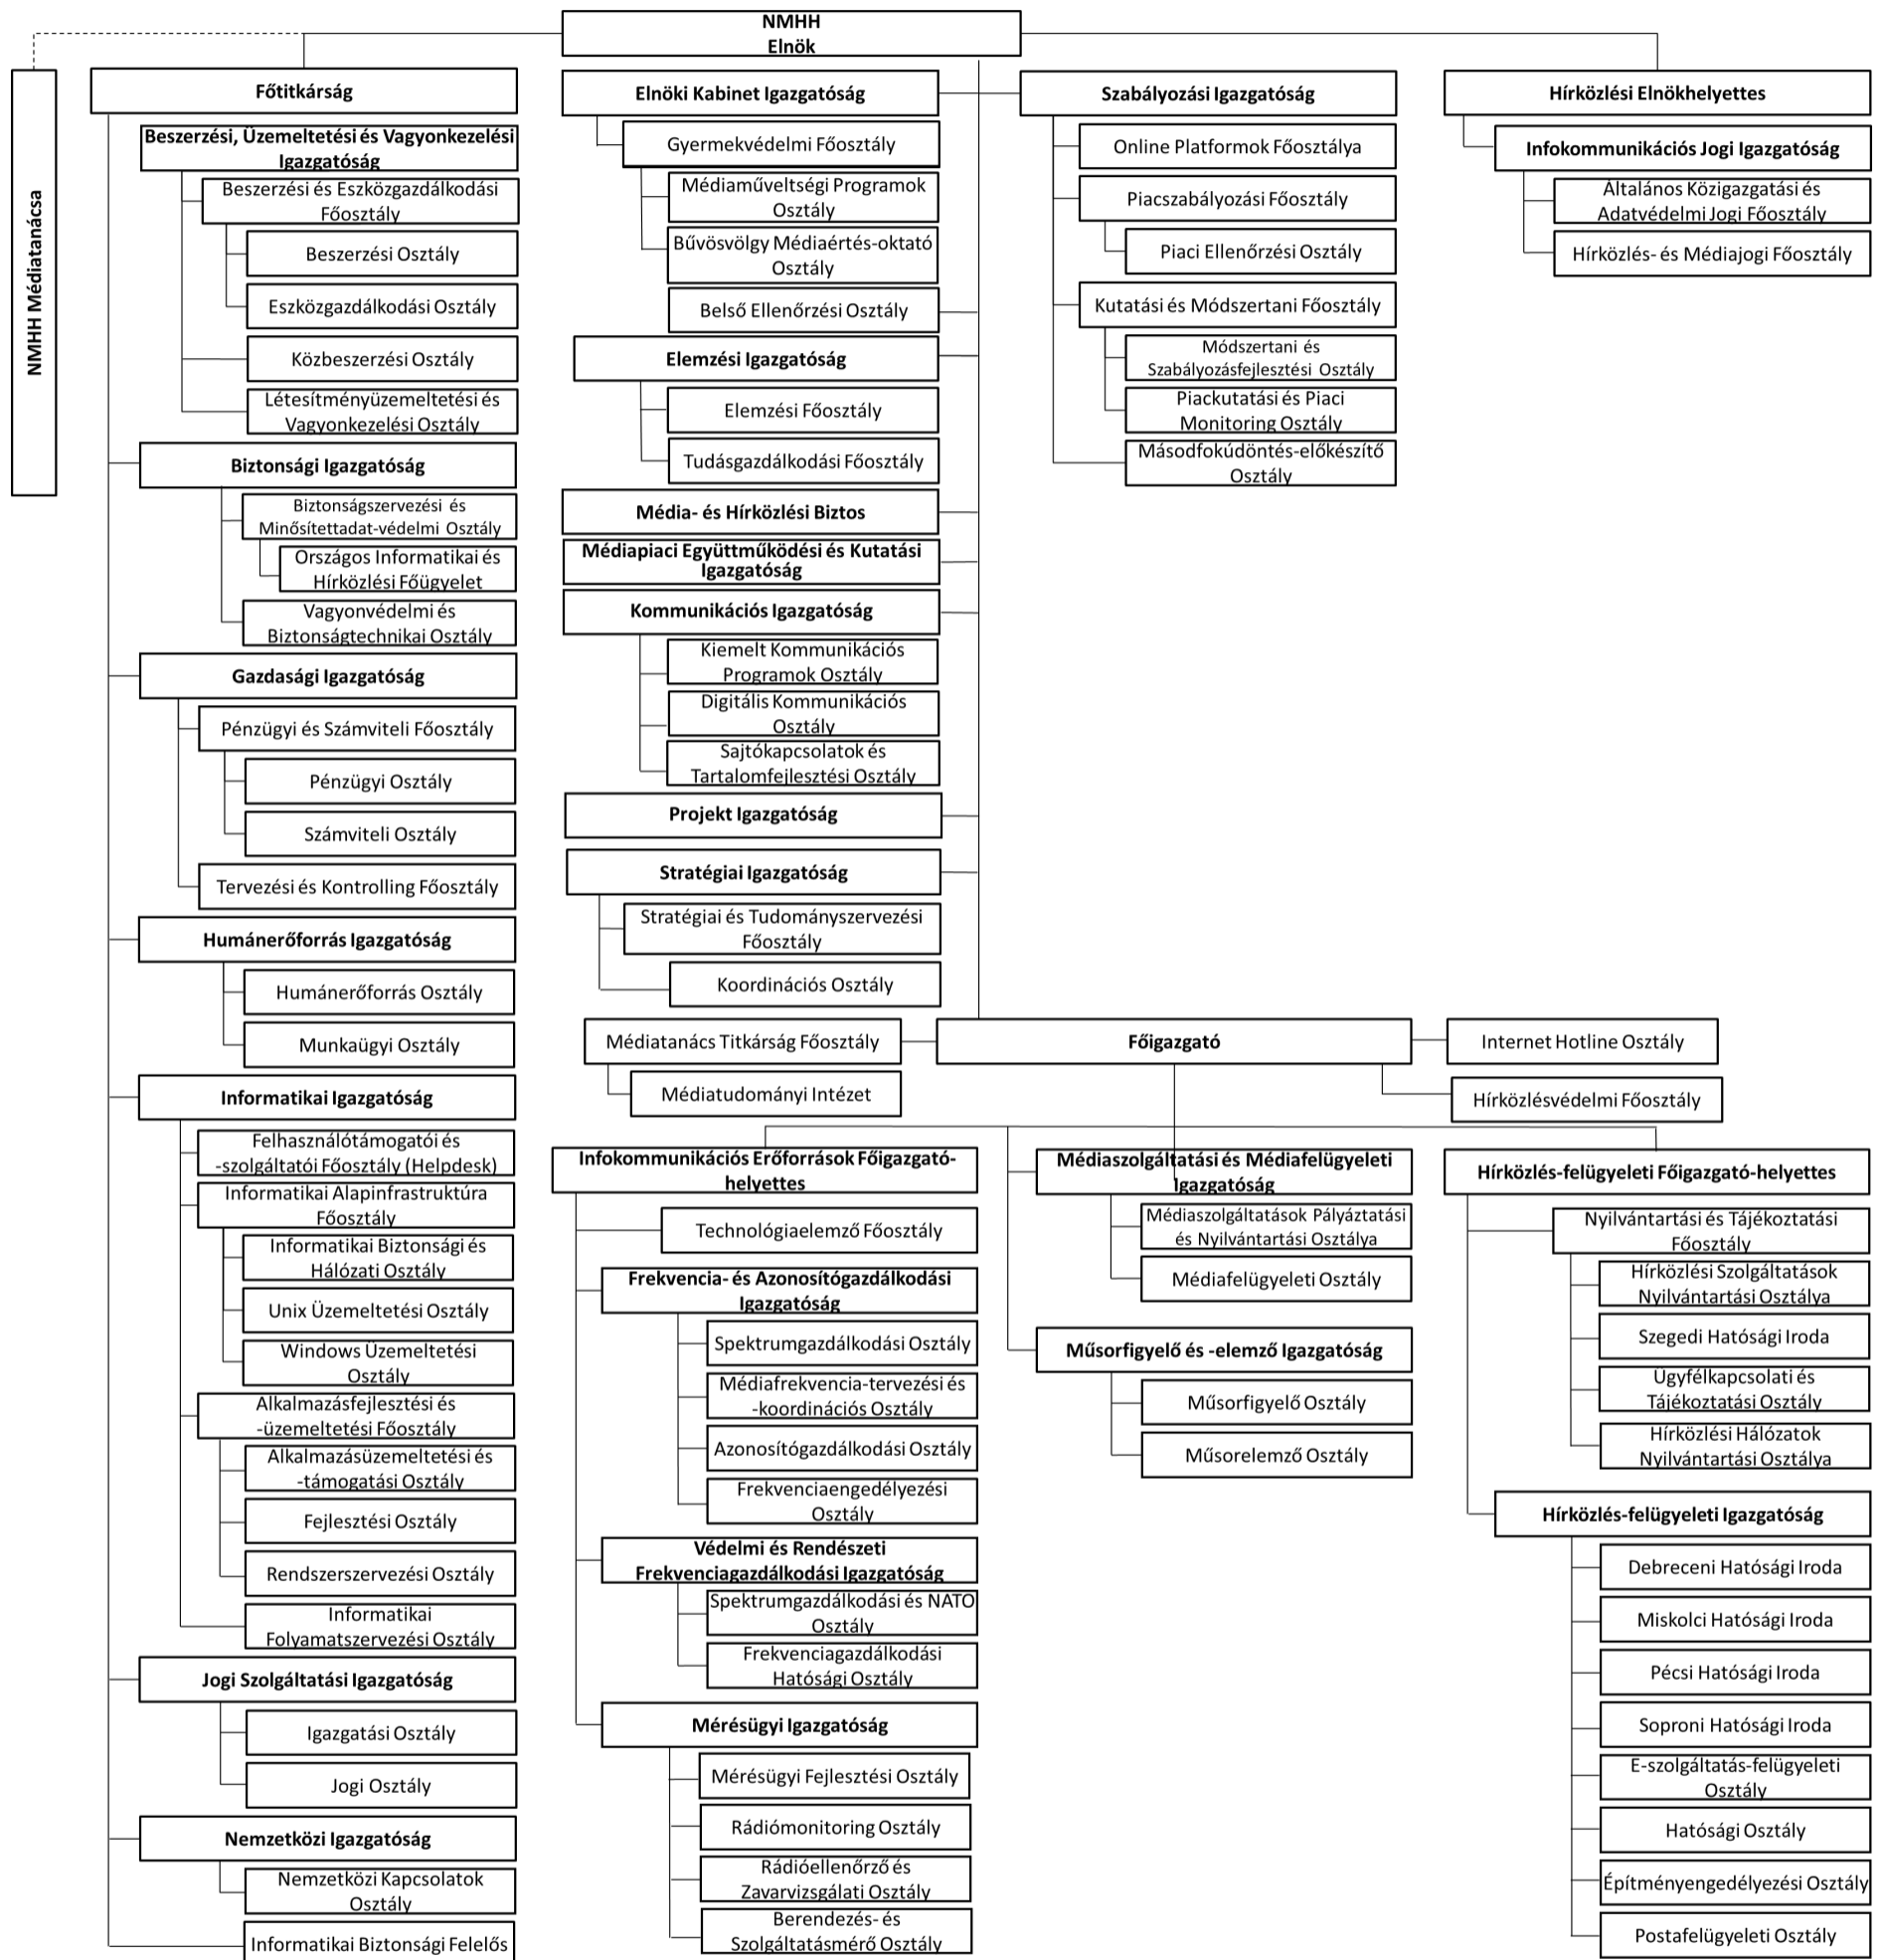 NMHH
Elnök
NMHH Médiatanácsa
Főtitkárság
Beszerzési, Üzemeltetési és Vagyonkezelési
Igazgatóság
Beszerzési és Eszközgazdálkodási
Főosztály
Beszerzési Osztály
Eszközgazdálkodási Osztály
Közbeszerzési Osztály
Létesítményüzemeltetési és
Vagyonkezelési Osztály
Biztonsági Igazgatóság
Biztonságszervezési és
Minősítettadat-védelmi Osztály
Országos Informatikai és
Hírközlési Főügyelet
Vagyonvédelmi és
Biztonságtechnikai Osztály
Gazdasági Igazgatóság
Pénzügyi és Számviteli Főosztály
Pénzügyi Osztály
Számviteli Osztály
Tervezési és Kontrolling Főosztály
Humánerőforrás Igazgatóság
Humánerőforrás Osztály
Munkaügyi Osztály
Informatikai Igazgatóság
Felhasználótámogatói és
-szolgáltatói Főosztály (Helpdesk)
Informatikai Alapinfrastruktúra
Főosztály
Informatikai Biztonsági és
Hálózati Osztály
Unix Üzemeltetési Osztály
Windows Üzemeltetési
Osztály
Alkalmazásfejlesztési és
-üzemeltetési Főosztály
Alkalmazásüzemeltetési és
-támogatási Osztály
Fejlesztési Osztály
Rendszerszervezési Osztály
Informatikai
Folyamatszervezési Osztály
Jogi Szolgáltatási Igazgatóság
Igazgatási Osztály
Jogi Osztály
Nemzetközi Igazgatóság
Nemzetközi Kapcsolatok
Osztály
Informatikai Biztonsági Felelős
Elnöki Kabinet Igazgatóság
Gyermekvédelmi Főosztály
Médiaműveltségi Programok
Osztály
Bűvösvölgy Médiaértés-oktató
Osztály
Belső Ellenőrzési Osztály
Elemzési Igazgatóság
Elemzési Főosztály
Tudásgazdálkodási Főosztály
Média- és Hírközlési Biztos
Médiapiaci Együttműködési és Kutatási
Igazgatóság
Kommunikációs Igazgatóság
Kiemelt Kommunikációs
Programok Osztály
Digitális Kommunikációs
Osztály
Sajtókapcsolatok és
Tartalomfejlesztési Osztály
Projekt Igazgatóság
Stratégiai Igazgatóság
Stratégiai és Tudományszervezési
Főosztály
Koordinációs Osztály
Szabályozási Igazgatóság
Online Platformok Főosztálya
Piacszabályozási Főosztály
Piaci Ellenőrzési Osztály
Kutatási és Módszertani Főosztály
Módszertani és
Szabályozásfejlesztési Osztály
Piackutatási és Piaci
Monitoring Osztály
Másodfokúdöntés-előkészítő
Osztály
Hírközlési Elnökhelyettes
Infokommunikációs Jogi Igazgatóság
Általános Közigazgatási és
Adatvédelmi Jogi Főosztály
Hírközlés- és Médiajogi Főosztály
Médiatanács Titkárság Főosztály
Médiatudományi Intézet
Főigazgató
Internet Hotline Osztály
Hírközlésvédelmi Főosztály
Infokommunikációs Erőforrások Főigazgató-
helyettes
Technológiaelemző Főosztály
Frekvencia- és Azonosítógazdálkodási
Igazgatóság
Spektrumgazdálkodási Osztály
Médiafrekvencia-tervezési és
-koordinációs Osztály
Azonosítógazdálkodási Osztály
Frekvenciaengedélyezési
Osztály
Védelmi és Rendészeti
Frekvenciagazdálkodási Igazgatóság
Spektrumgazdálkodási és NATO
Osztály
Frekvenciagazdálkodási
Hatósági Osztály
Mérésügyi Igazgatóság
Mérésügyi Fejlesztési Osztály
Rádiómonitoring Osztály
Rádióellenőrző és
Zavarvizsgálati Osztály
Berendezés- és
Szolgáltatásmérő Osztály
Médiaszolgáltatási és Médiafelügyeleti
Igazgatóság
Médiaszolgáltatások Pályáztatási
és Nyilvántartási Osztálya
Médiafelügyeleti Osztály
Műsorfigyelő és -elemző Igazgatóság
Műsorfigyelő Osztály
Műsorelemző Osztály
Hírközlés-felügyeleti Főigazgató-helyettes
Nyilvántartási és Tájékoztatási
Főosztály
Hírközlési Szolgáltatások
Nyilvántartási Osztálya
Szegedi Hatósági Iroda
Ügyfélkapcsolati és
Tájékoztatási Osztály
Hírközlési Hálózatok
Nyilvántartási Osztálya
Hírközlés-felügyeleti Igazgatóság
Debreceni Hatósági Iroda
Miskolci Hatósági Iroda
Pécsi Hatósági Iroda
Soproni Hatósági Iroda
E-szolgáltatás-felügyeleti
Osztály
Hatósági Osztály
Építményengedélyezési Osztály
Postafelügyeleti Osztály